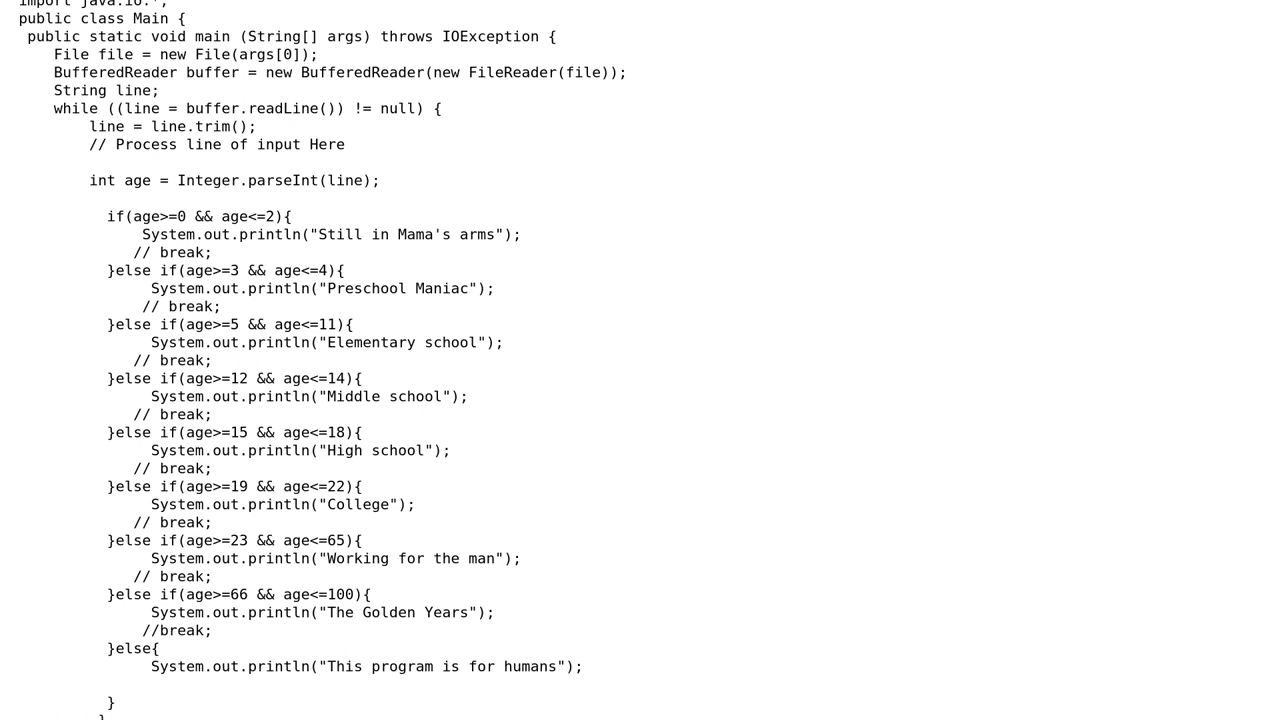 import java.io.*;
public class Main {
public static void main (String[] args) throws IOException {
File file = new File(args[0]);
BufferedReader buffer = new BufferedReader(new FileReader(file));
String line;
while ((line = buffer.readLine()) != null) {
line = line.trim();
// Process line of input Here
int age = Integer.parseInt(line);
if(age>=0 && age<=2){
System.out.println("Still in Mama's arms");
// break;
}else if(age>=3 && age<=4){
System.out.println("Preschool Maniac");
// break;
}else if(age>=5 && age<=11){
System.out.println("Elementary school");
// break;
}else if(age>=12 && age<=14){
System.out.println("Middle school");
// break;
}else if(age>=15 && age<=18){
System.out.println("High school");
// break;
}else if(age>=19 && age<=22){
System.out.println("College");
// break;
}else if(age>=23 && age<=65){
System.out.println("Working for the man");
// break;
}else if(age>=66 && age<=100){
System.out.println("The Golden Years");
//break;
}else{
System.out.println("This program is for humans");
}
}